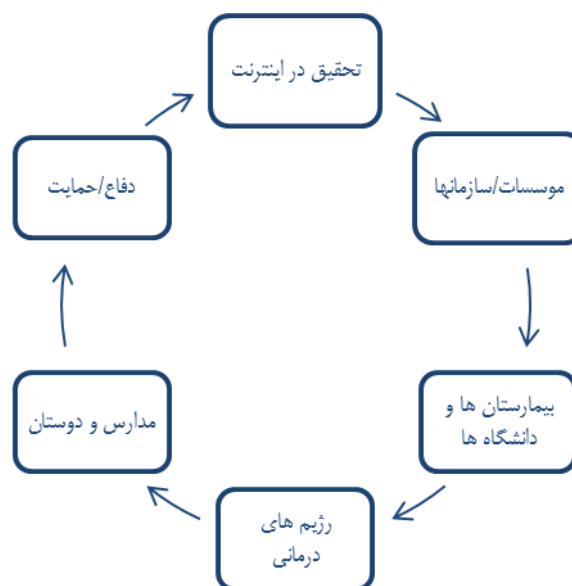 تحقیق در اینترنت
موسسات/سازمانها
بیمارستان ها و
دانشگاه ها
رژیم های
درمانی
مدارس و دوستان
دفاع/حمایت